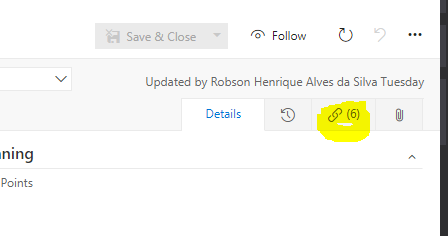 Save & Close Follow
Updated by Robson Henrique Alves da Silva Tuesday
Details (6)
Points